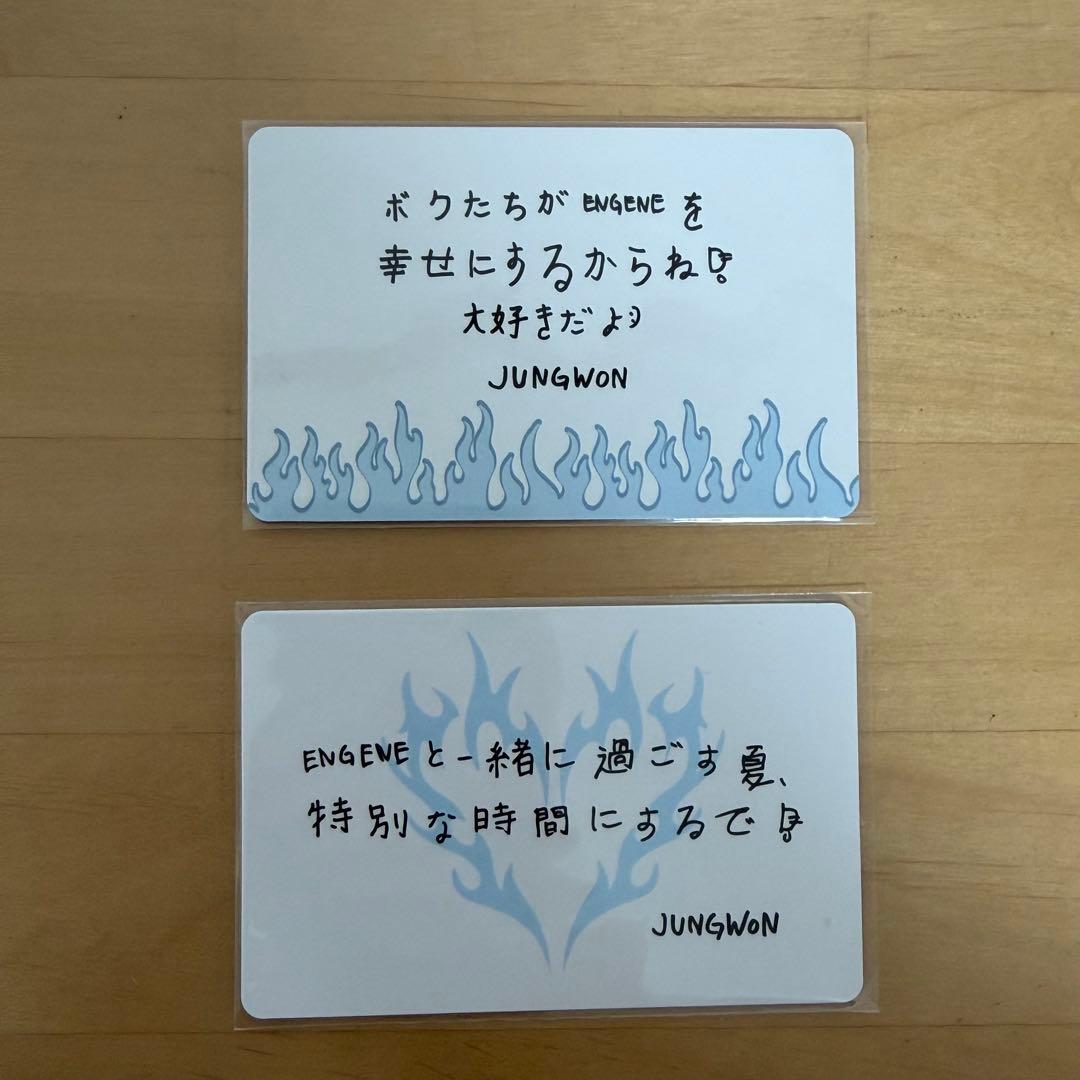 ボクたちがENGENEを
幸せにするからね!
大好きだよ
JUNGWON
ENGENEと一緒に過ごす夏、
特別な時間にするで!
JUNGWON